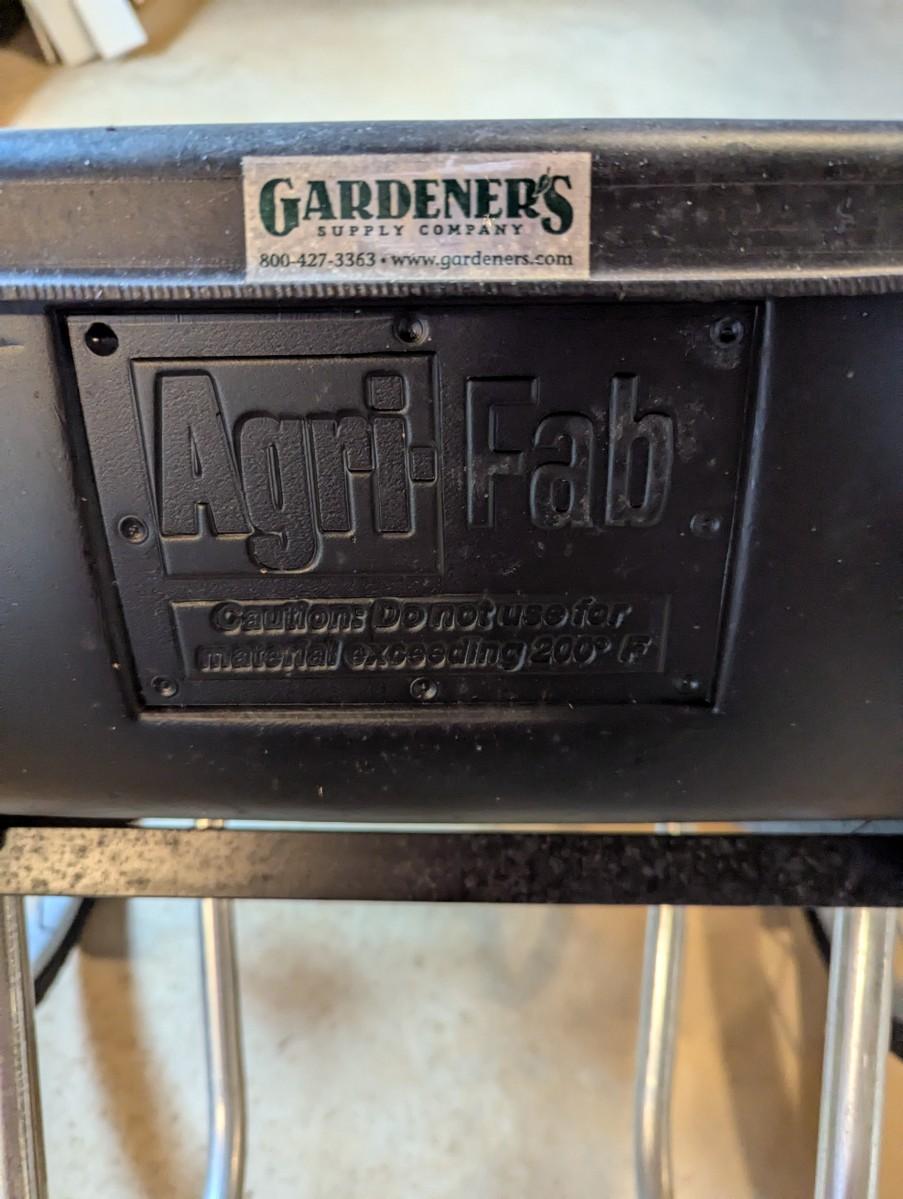 GARDENER'S
SUPPLY COMPANY
800-427-3363 • www.gardeners.com
Agri-Fab
Caution: Do not use for
material exceeding 200° F